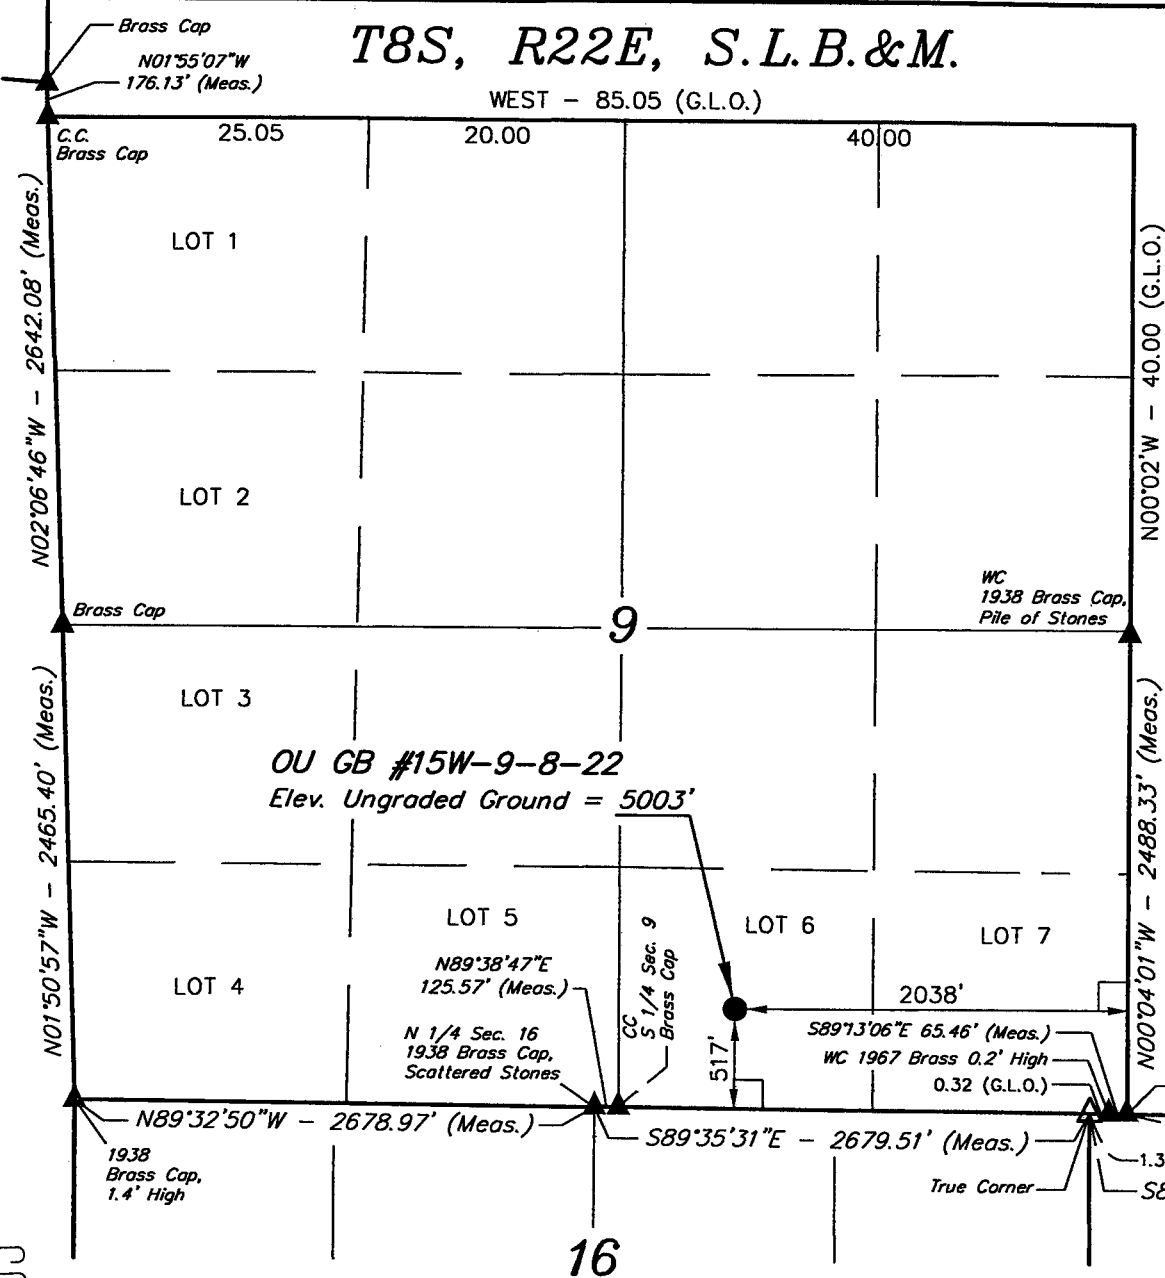 T8S, R22E, S.L.B.&M.
Brass Cap
N01°55'07"W
176.13' (Meas.)
WEST - 85.05 (G.L.O.)
C.C.
Brass Cap
25.05
20.00
40.00
N02°06'46"W - 2642.08' (Meas.)
N00°02'W - 40.00 (G.L.O.)
LOT 1
LOT 2
WC
1938 Brass Cap,
Pile of Stones
Brass Cap
9
LOT 3
N01°50'57"W - 2465.40' (Meas.)
N00°04'01"W - 2488.33' (Meas.)
OU GB #15W-9-8-22
Elev. Ungraded Ground = 5003'
LOT 5
LOT 6
LOT 7
LOT 4
N89°38'47"E
125.57' (Meas.)
CC
S 1/4 Sec. 9
Brass Cap
2038'
517'
N 1/4 Sec. 16
1938 Brass Cap,
Scattered Stones
S89°13'06"E 65.46' (Meas.)
WC 1967 Brass 0.2' High
0.32 (G.L.O.)
N89°32'50"W - 2678.97' (Meas.)
S89°35'31"E - 2679.51' (Meas.)
1938
Brass Cap,
1.4' High
True Corner
1.3
S8
16